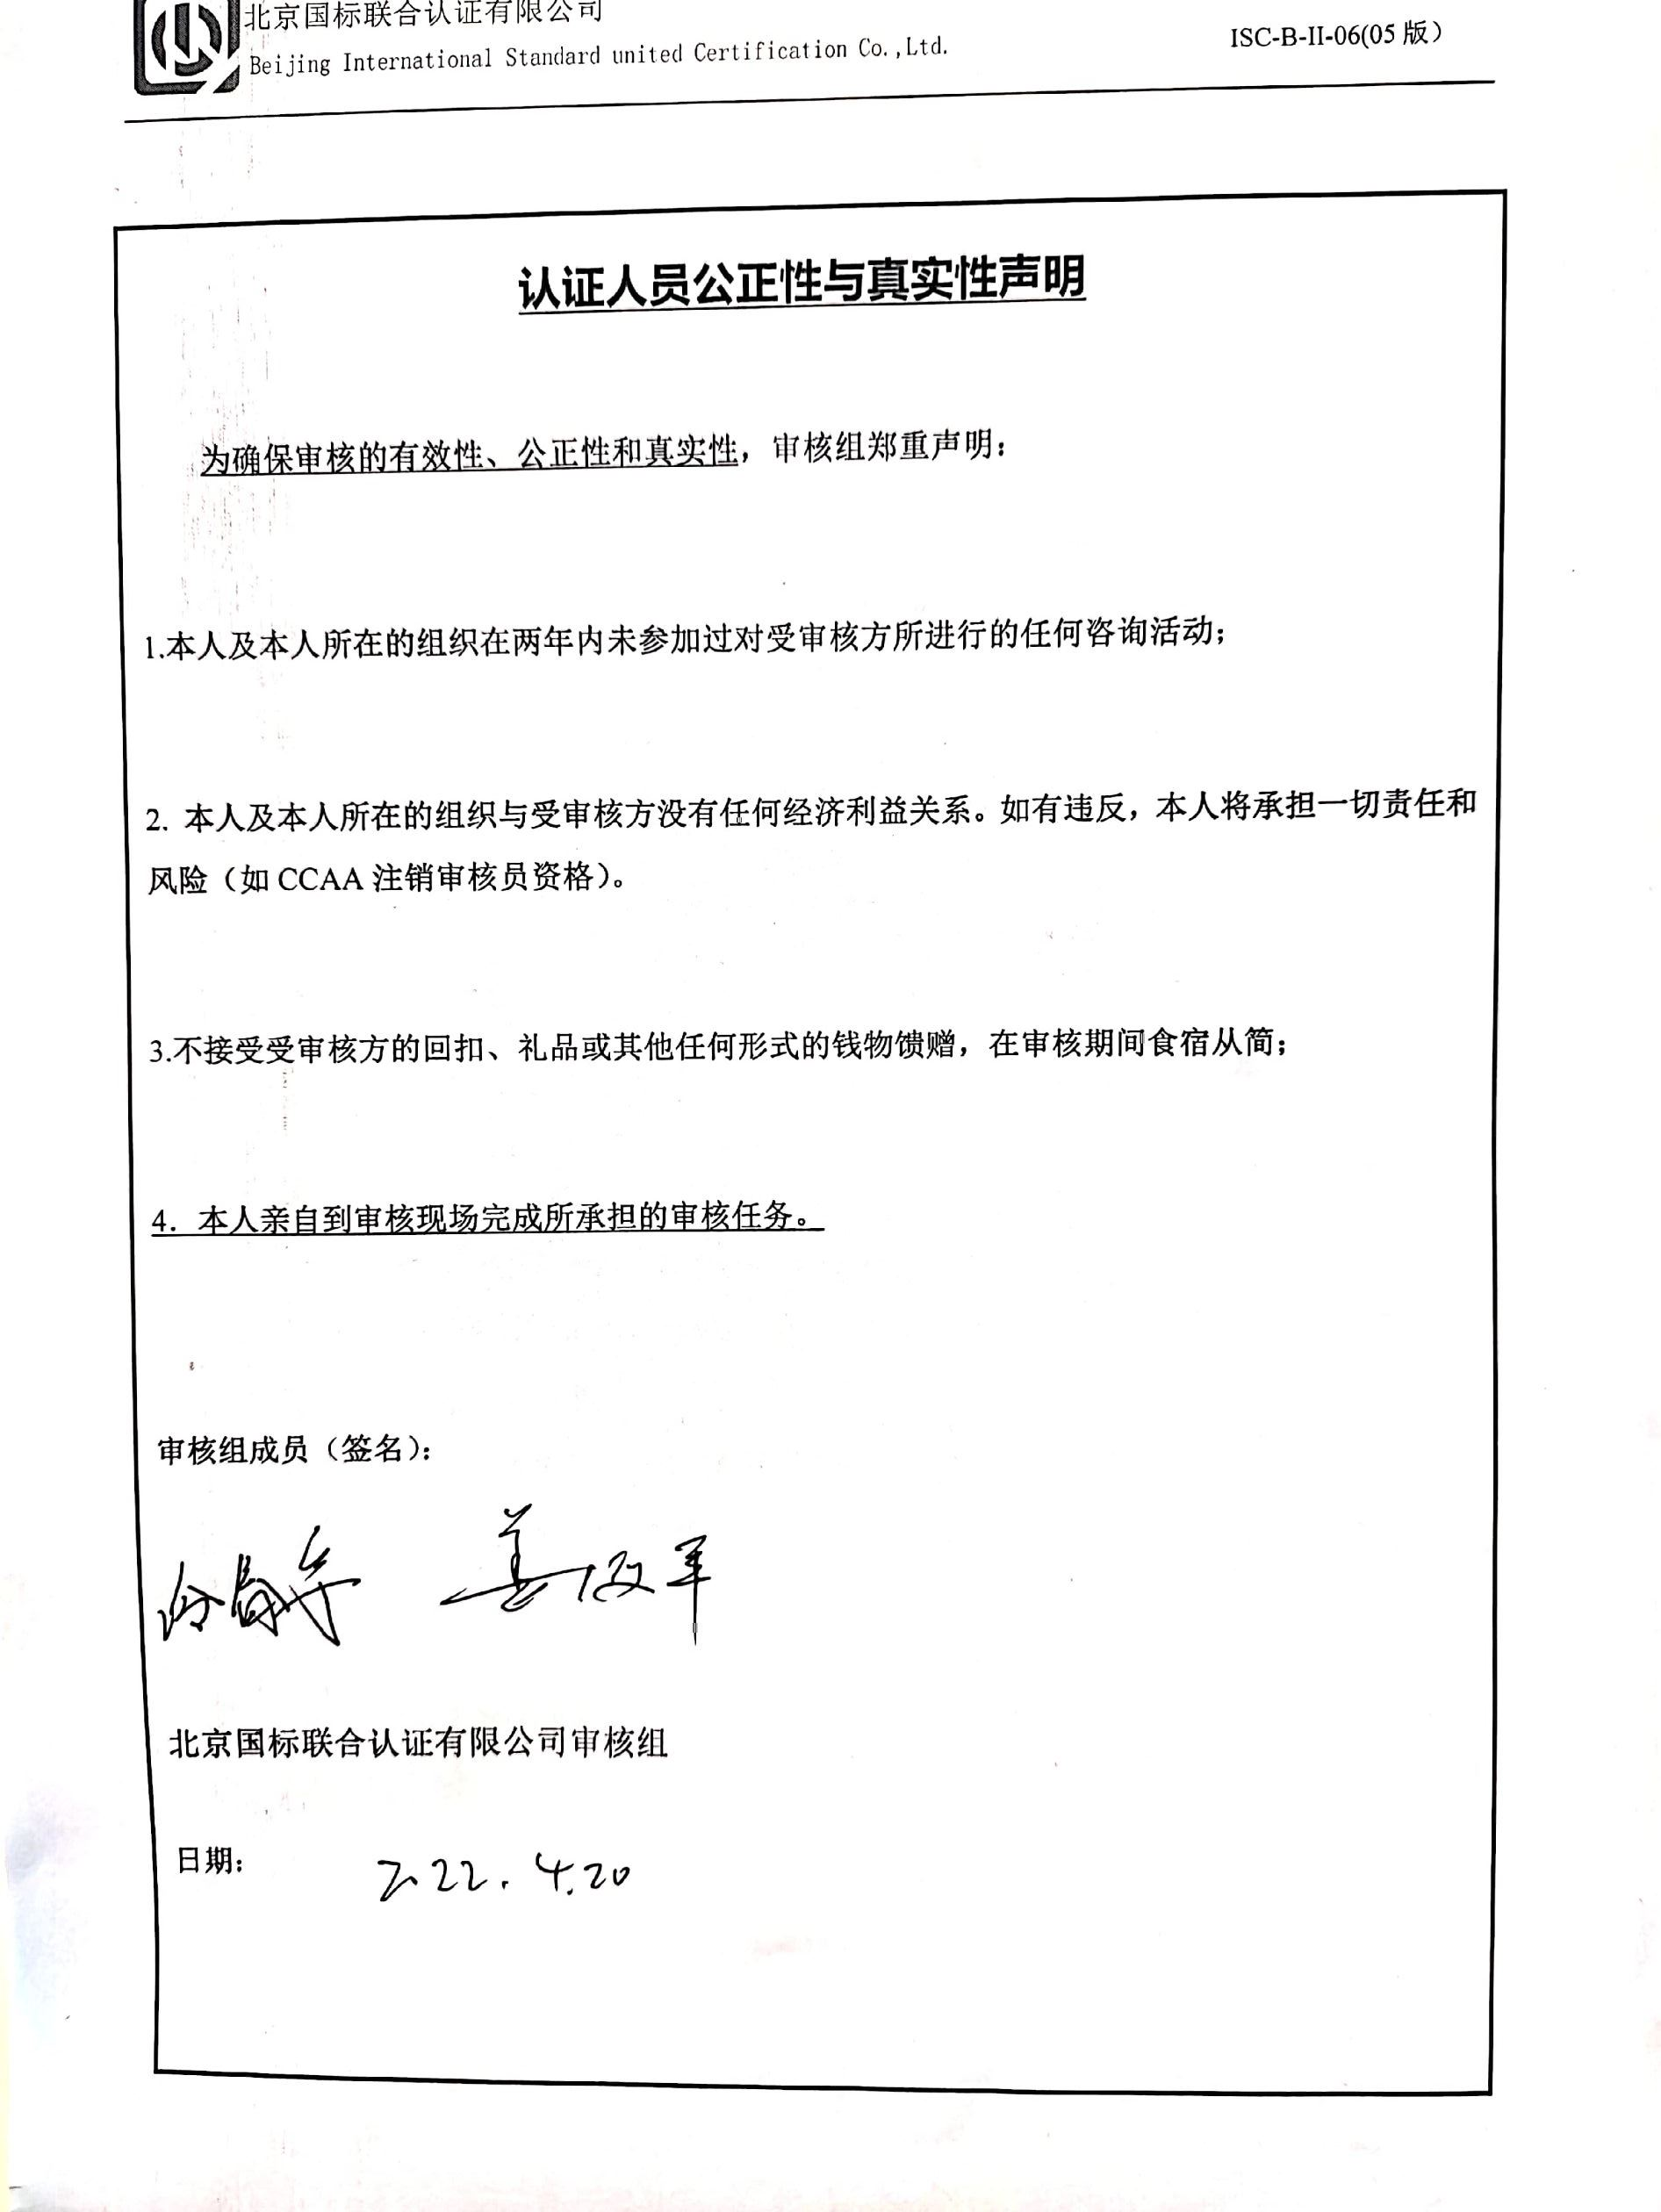 北京国标联合认证有限公司
Beijing International Standard united Certification Co.,Ltd.
ISC-B-II-06(05版）
认证人员公正性与真实性声明
为确保审核的有效性、公正性和真实性，审核组郑重声明：
1.本人及本人所在的组织在两年内未参加过对受审核方所进行的任何咨询活动；
2. 本人及本人所在的组织与受审核方没有任何经济利益关系。如有违反，本人将承担一切责任和
风险（如 CCAA 注销审核员资格）。
3.不接受受审核方的回扣、礼品或其他任何形式的钱物馈赠，在审核期间食宿从简；
4. 本人亲自到审核现场完成所承担的审核任务。
审核组成员（签名）：
北京国标联合认证有限公司审核组
日期： 2022.4.20